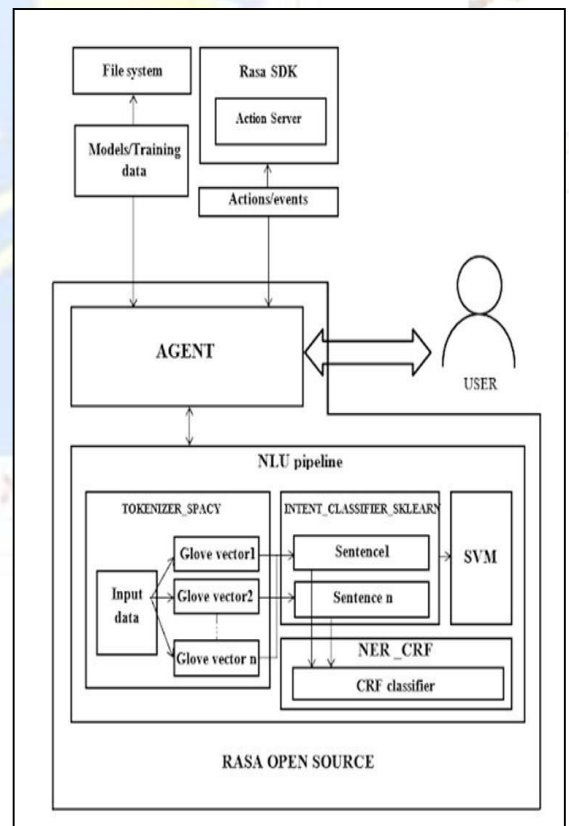 File system
Rasa SDK
Action Server
Models/Training
data
Actions/events
AGENT
USER
NLU pipeline
TOKENIZER_SPACY
INTENT_CLASSIFIER_SKLEARN
Glove vector1
Sentence1
SVM
Input
data
Glove vector2
Sentence n
Glove vector n
NER_CRF
CRF classifier
RASA OPEN SOURCE